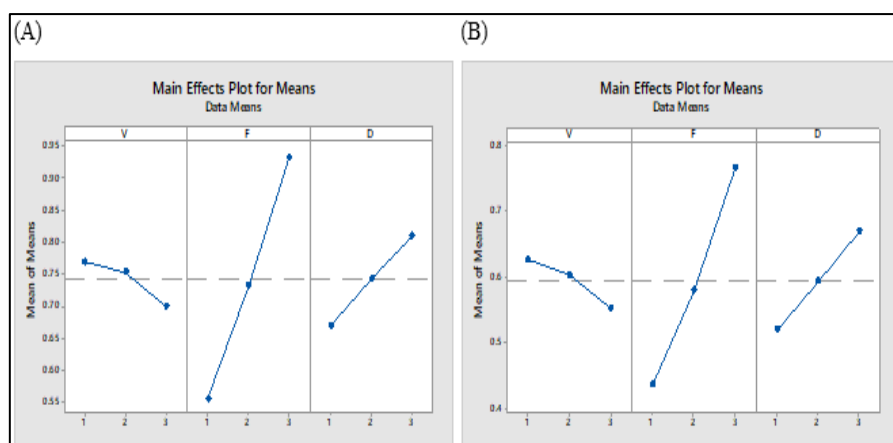 (A)
Main Effects Plot for Means
Data Means
V F D
Mean of Means
0.95
0.90
0.85
0.80
0.75
0.70
0.65
0.60
0.55
1 2 3 1 2 3 1 2 3
(B)
Main Effects Plot for Means
Data Means
V F D
Mean of Means
0.8
0.7
0.6
0.5
0.4
1 2 3 1 2 3 1 2 3